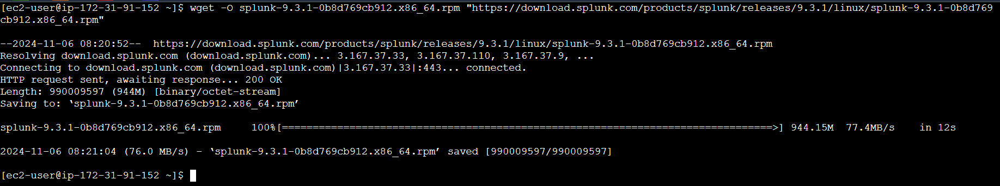 [ec2-user@ip-172-31-91-152 ~]$ wget -O splunk-9.3.1-0b8d769cb912.x86_64.rpm "https://download.splunk.com/products/splunk/releases/9.3.1/linux/splunk-9.3.1-0b8d769
cb912.x86_64.rpm"
--2024-11-06 08:20:52--  https://download.splunk.com/products/splunk/releases/9.3.1/linux/splunk-9.3.1-0b8d769cb912.x86_64.rpm
Resolving download.splunk.com (download.splunk.com)... 3.167.37.33, 3.167.37.110, 3.167.37.9, ...
Connecting to download.splunk.com (download.splunk.com)|3.167.37.33|:443... connected.
HTTP request sent, awaiting response... 200 OK
Length: 990009597 (944M) [binary/octet-stream]
Saving to: ‘splunk-9.3.1-0b8d769cb912.x86_64.rpm’
splunk-9.3.1-0b8d769cb912.x86_64.rpm     100%[================================================================================>] 944.15M  77.4MB/s    in 12s
2024-11-06 08:21:04 (76.0 MB/s) - ‘splunk-9.3.1-0b8d769cb912.x86_64.rpm’ saved [990009597/990009597]
[ec2-user@ip-172-31-91-152 ~]$